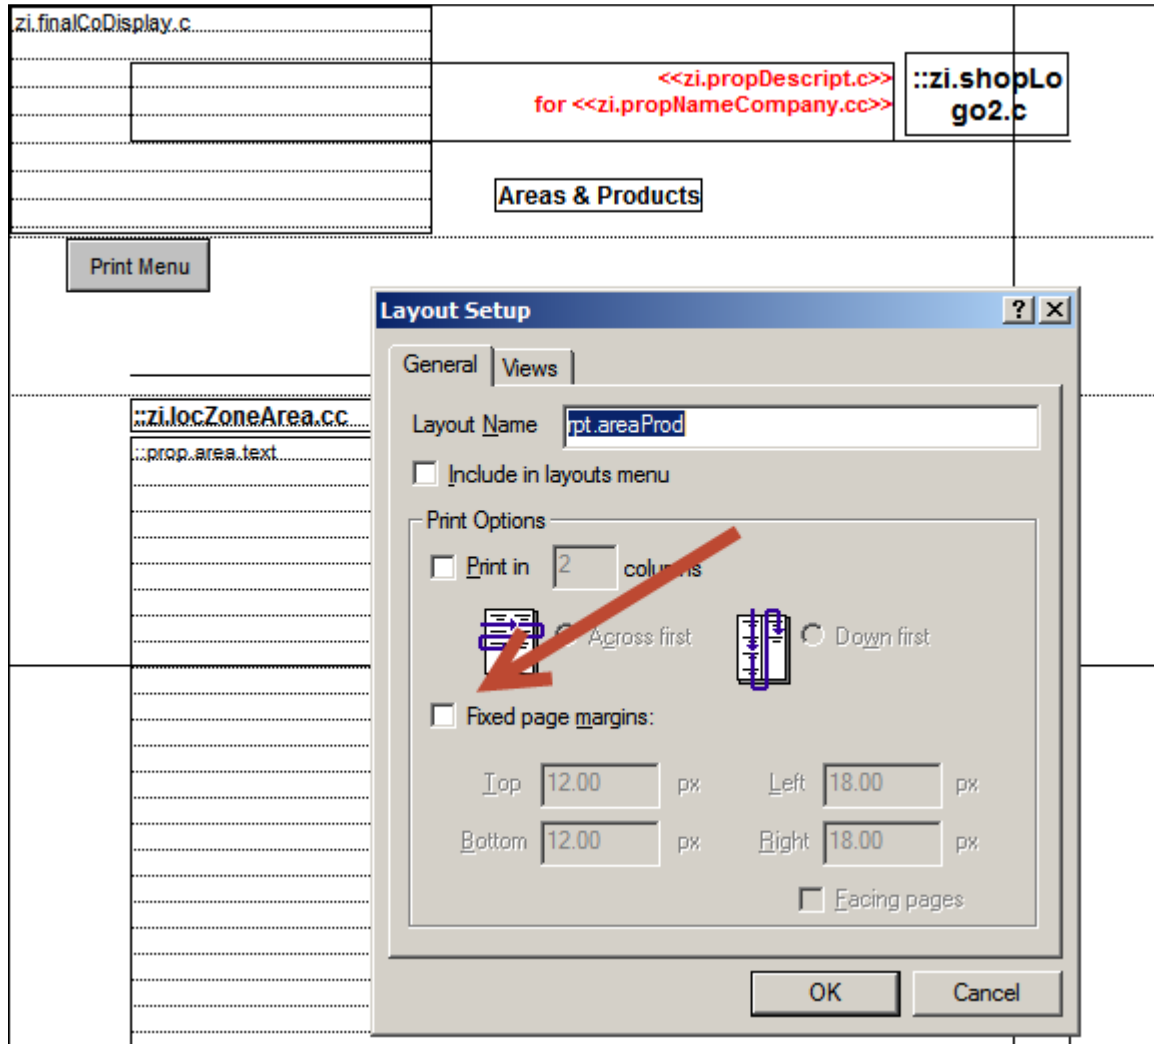 zi.finalCoDisplay.c
<<zi.propDescript.c>>
for <<zi.propNameCompany.cc>>
::zi.shopLo
go2.c
Areas & Products
Print Menu
Layout Setup
General Views
Layout Name rpt.areaProd
Include in layouts menu
::zi.locZoneArea.cc
::prop.area.text
Print Options
Print in 2 columns
Across first Down first
Fixed page margins:
Top 12.00 px Left 18.00 px
Bottom 12.00 px Right 18.00 px
Facing pages
OK Cancel